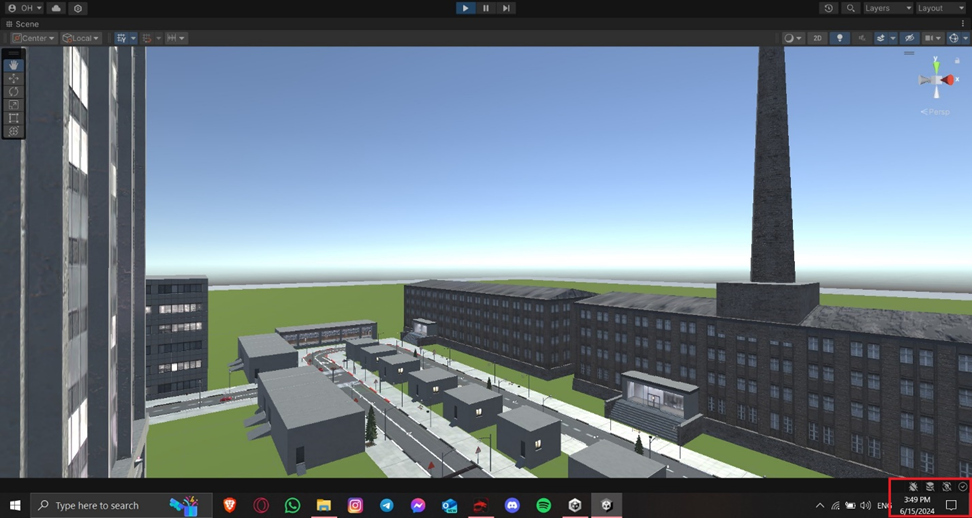 OH
Layers
Layout
Scene
Center
Local
2D
y
x
Persp
Type here to search
ENG
3:49 PM
6/15/2024